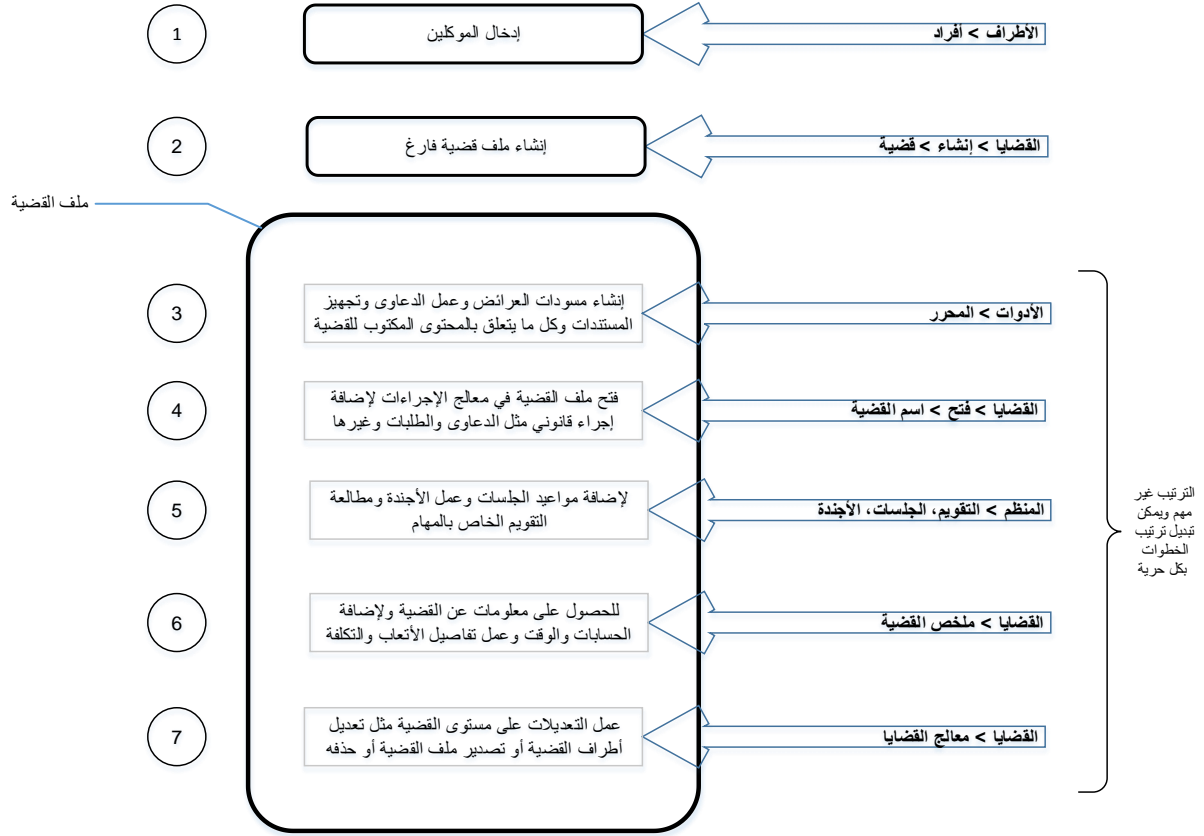 1
إدخال الموكلين
الأطراف > أفراد
2
إنشاء ملف قضية فارغ
القضايا > إنشاء > قضية
ملف القضية
3
إنشاء مسودات العرائض وعمل الدعاوى وتجهيز
المستندات وكل ما يتعلق بالمحتوى المكتوب للقضية
الأدوات > المحرر
4
فتح ملف القضية في معالج الإجراءات لإضافة
إجراء قانوني مثل الدعاوى والطلبات وغيرها
القضايا > فتح > اسم القضية
5
لإضافة مواعيد الجلسات وعمل الأجندة ومطالعة
التقويم الخاص بالمهام
المنظم > التقويم، الجلسات، الأجندة
6
للحصول على معلومات عن القضية ولإضافة
الحسابات والوقت وعمل تفاصيل الأتعاب والتكلفة
القضايا > ملخص القضية
7
عمل التعديلات على مستوى القضية مثل تعديل
أطراف القضية أو تصدير ملف القضية أو حذفه
القضايا > معالج القضايا
الترتيب غير
مهم ويمكن
تبديل ترتيب
الخطوات
بكل حرية